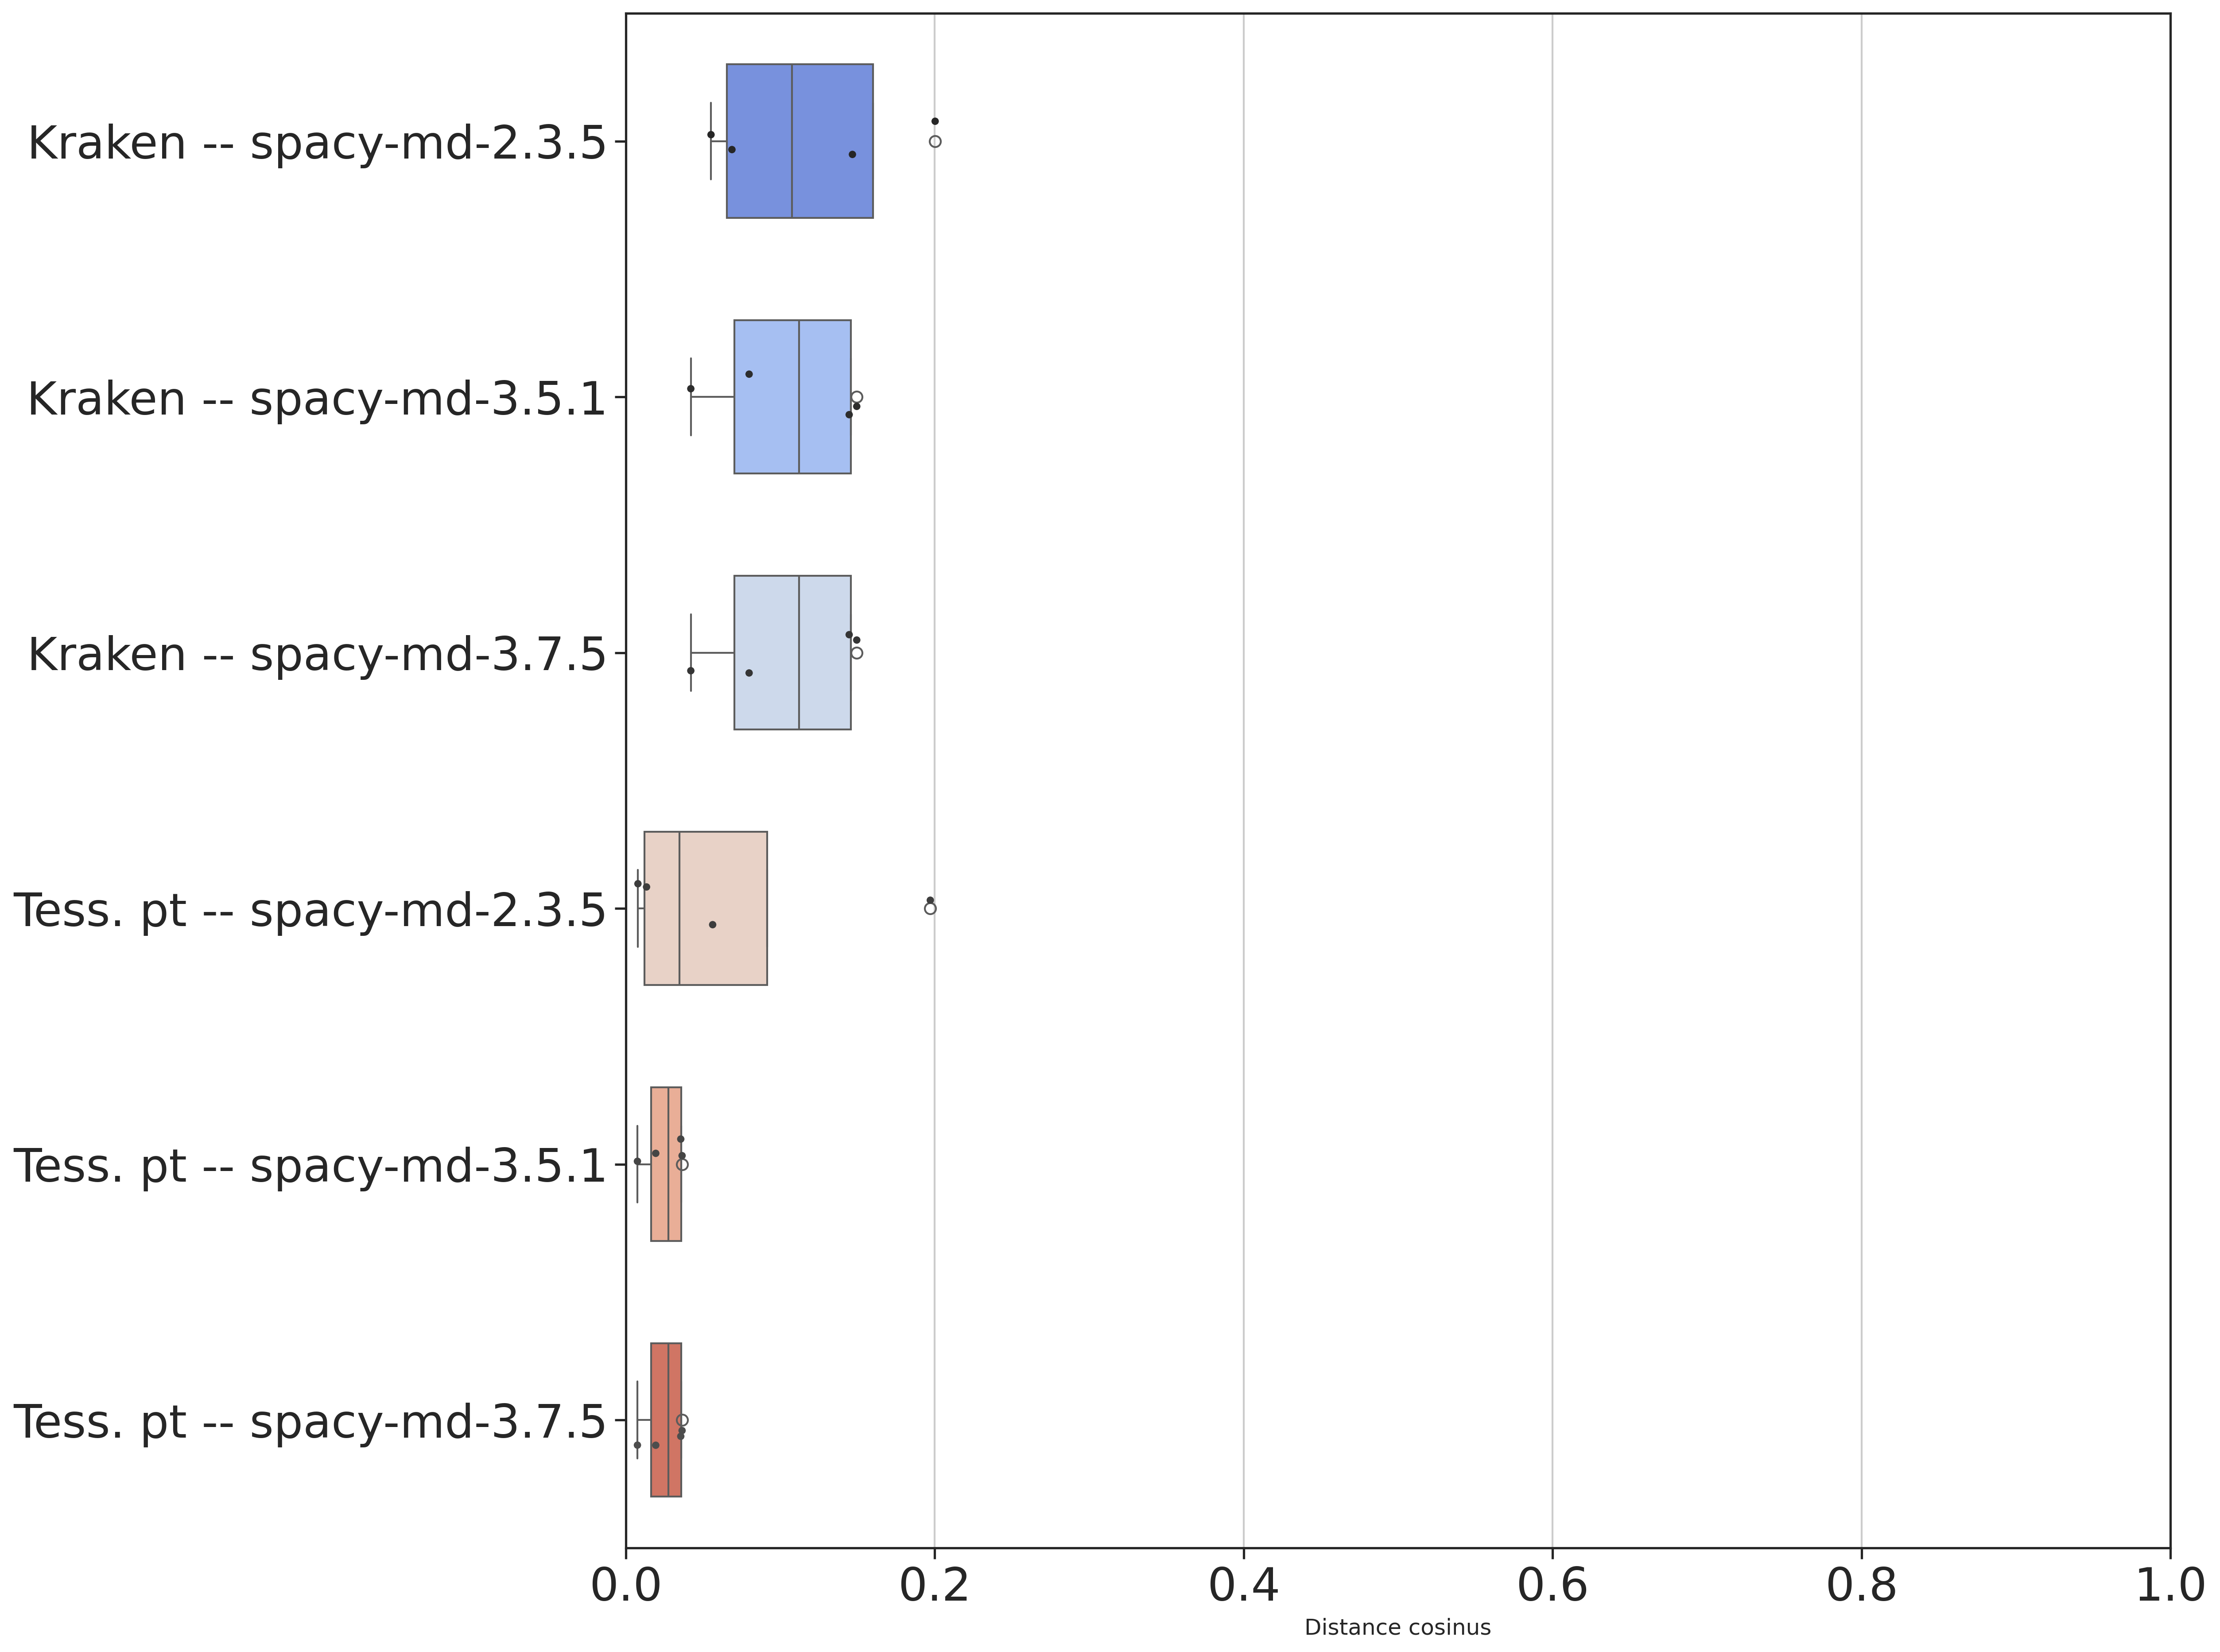 Kraken -- spacy-md-2.3.5
Kraken -- spacy-md-3.5.1
Kraken -- spacy-md-3.7.5
Tess. pt -- spacy-md-2.3.5
Tess. pt -- spacy-md-3.5.1
Tess. pt -- spacy-md-3.7.5
0.0 0.2 0.4 0.6 0.8 1.0
Distance cosinus